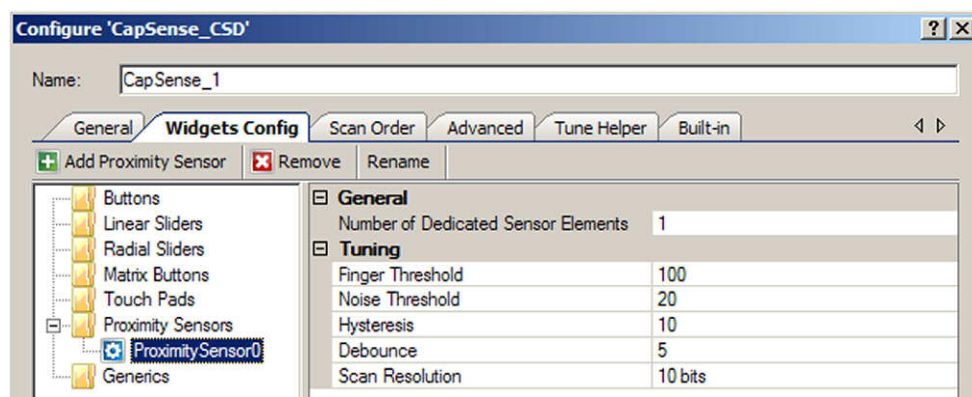 Configure 'CapSense_CSD'
Name: CapSense_1
General Widgets Config Scan Order Advanced Tune Helper Built-in
Add Proximity Sensor Remove Rename
Buttons
Linear Sliders
Radial Sliders
Matrix Buttons
Touch Pads
Proximity Sensors
ProximitySensor0
Generics
General
Number of Dedicated Sensor Elements 1
Tuning
Finger Threshold 100
Noise Threshold 20
Hysteresis 10
Debounce 5
Scan Resolution 10 bits